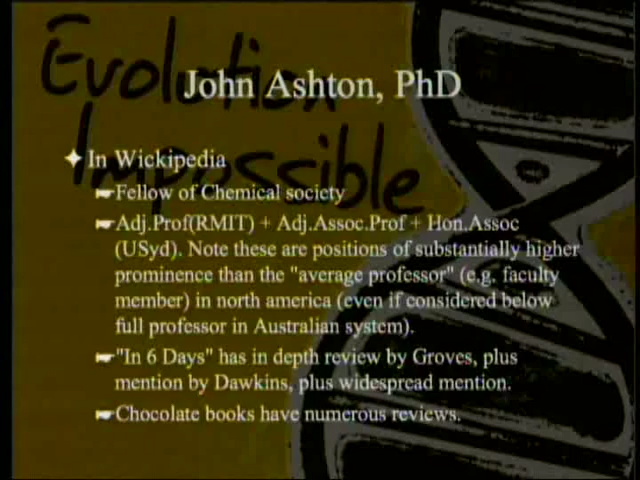 Evolution
Impossible
John Ashton, PhD
In Wickipedia
Fellow of Chemical society
Adj.Prof(RMIT) + Adj.Assoc.Prof + Hon.Assoc
(USyd). Note these are positions of substantially higher
prominence than the "average professor" (e.g. faculty
member) in north america (even if considered below
full professor in Australian system).
"In 6 Days" has in depth review by Groves, plus
mention by Dawkins, plus widespread mention.
Chocolate books have numerous reviews.